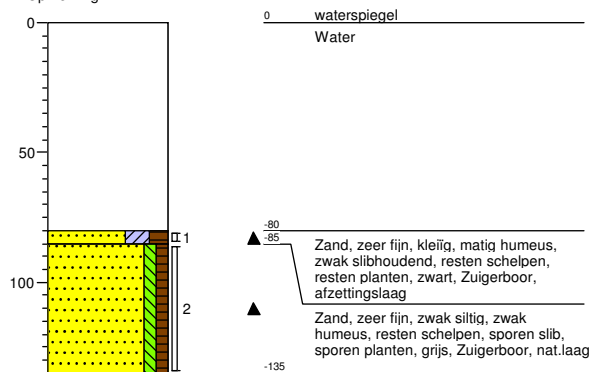 0
waterspiegel
0
Water
50
-80
-85
1
Zand, zeer fijn, kleiïg, matig humeus,
zwak slibhoudend, resten schelpen,
resten planten, zwart, Zuigerboor,
afzettingslaag
100
2
Zand, zeer fijn, zwak siltig, zwak
humeus, resten schelpen, sporen slib,
sporen planten, grijs, Zuigerboor, nat.laag
-135